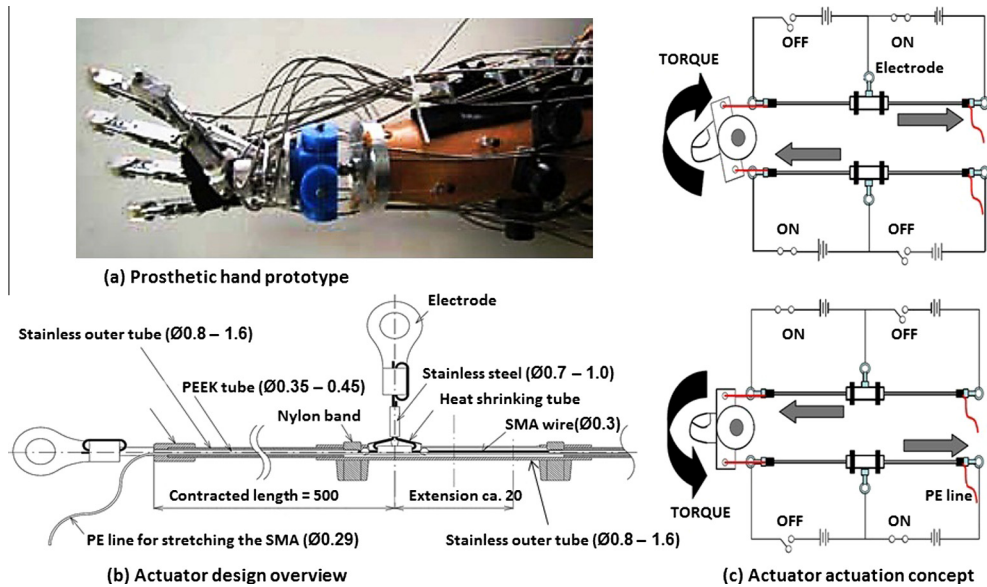 (a) Prosthetic hand prototype
Electrode
Stainless outer tube (Ø0.8 – 1.6)
PEEK tube (Ø0.35 – 0.45)
Stainless steel (Ø0.7 – 1.0)
Nylon band
Heat shrinking tube
SMA wire(Ø0.3)
Contracted length = 500
Extension ca. 20
PE line for stretching the SMA (Ø0.29)
Stainless outer tube (Ø0.8 – 1.6)
(b) Actuator design overview
OFF
ON
TORQUE
Electrode
ON
OFF
ON
OFF
PE line
TORQUE
OFF
ON
(c) Actuator actuation concept